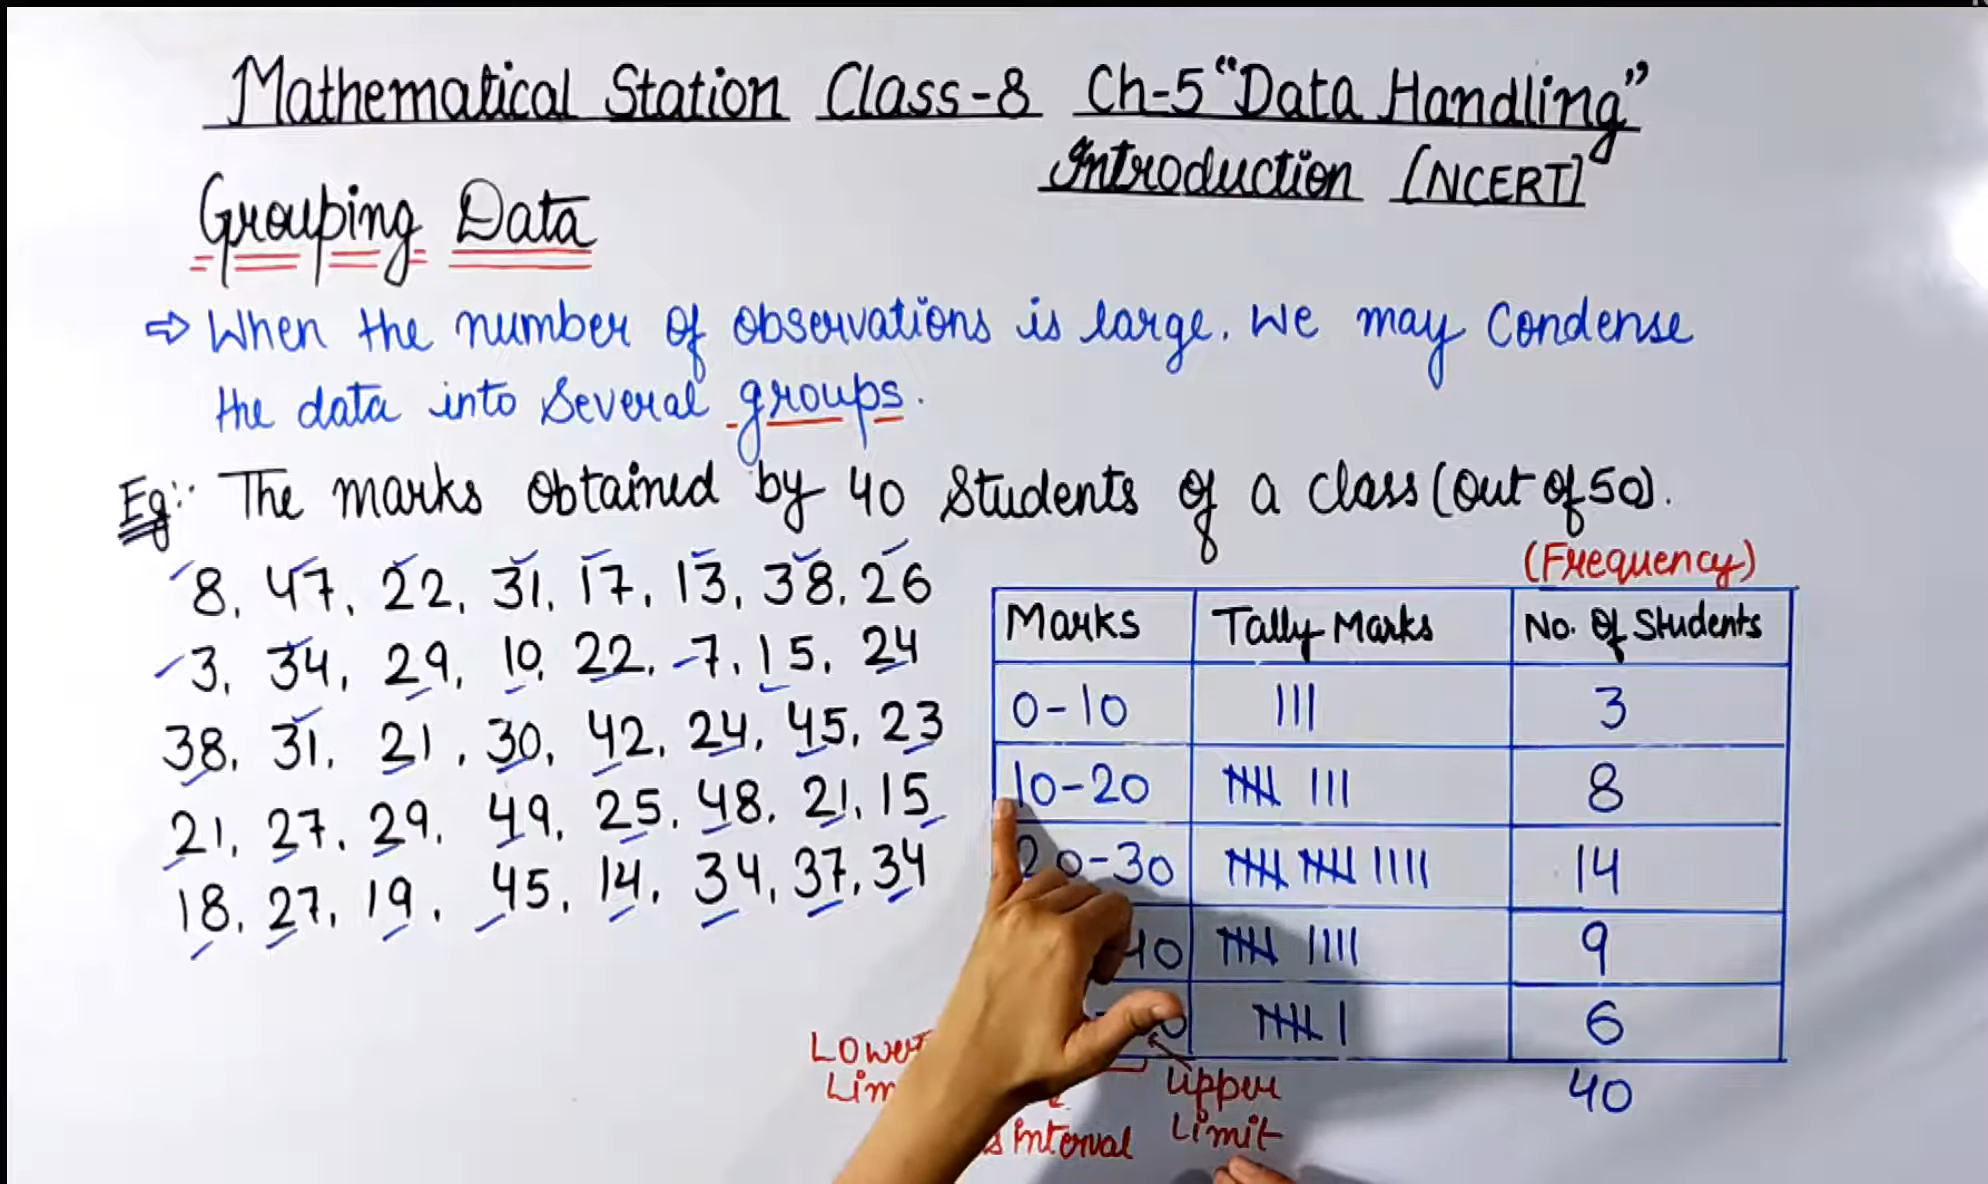 Mathematical Station Class-8 Ch-5 "Data Handling"
Introduction [NCERT]
Grouping Data
⇨ When the number of observations is large. We may Condense
the data into Several groups.
Eg:- The marks Obtained by 40 Students of a class (Out of 50).
8, 47, 22, 31, 17, 13, 38, 26
3, 34, 29, 10, 22, 7, 15, 24
38, 31, 21, 30, 42, 24, 45, 23
21, 27, 29, 49, 25, 48, 21, 15
18, 27, 19, 45, 14, 34, 37, 34
(Frequency)
Marks Tally Marks No. Of Students
0-10 ||| 3
10-20 |||| ||| 8
20-30 |||| |||| |||| 14
|||| |||| 9
|||| | 6
40
Lower
Upper
Limit
Interval